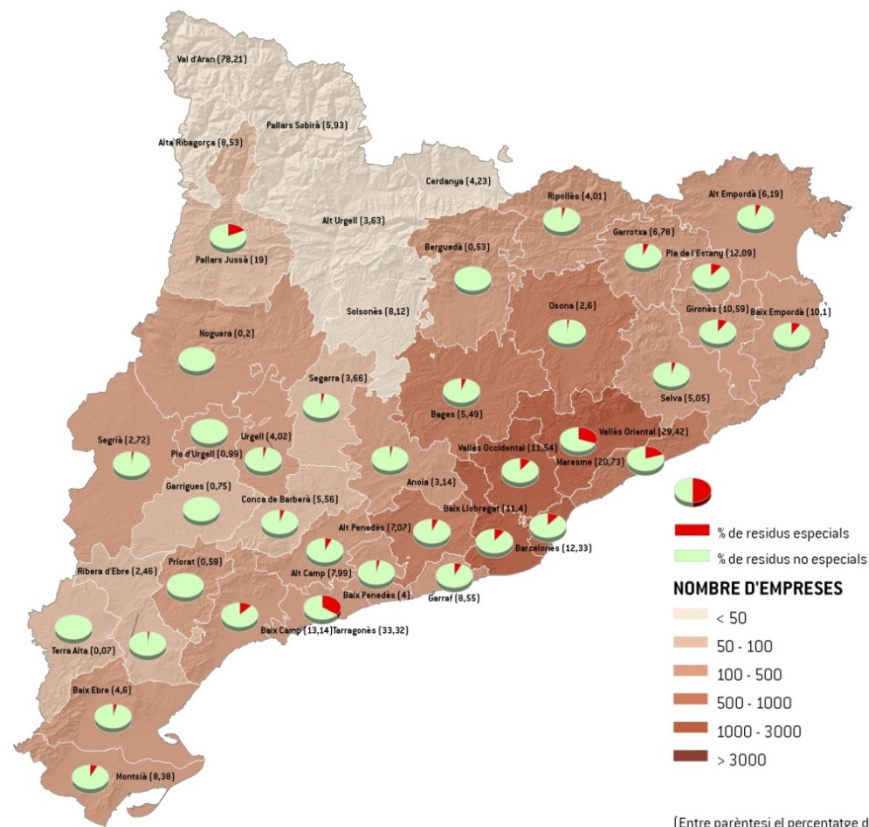 Val d'Aran (78,21)
Pallars Sobirà (5,93)
Alta Ribagorça (8,53)
Cerdanya (4,23)
Ripollès (4,01)
Alt Empordà (6,19)
Alt Urgell (3,63)
Garrotxa (6,78)
Berguedà (0,53)
Pla de l'Estany (12,09)
Pallars Jussà (19)
Osona (2,6)
Gironès (10,59)
Baix Empordà (10,1)
Solsonès (8,12)
Noguera (0,2)
Segarra (3,66)
Selva (5,05)
Bages (5,49)
Vallès Oriental (29,42)
Segrià (2,72)
Urgell (4,02)
Vallès Occidental (11,54)
Pla d'Urgell (0,99)
Maresme (20,73)
Garrigues (0,75)
Anoia (3,14)
Conca de Barberà (5,56)
Baix Llobregat (11,4)
Alt Penedès (7,07)
Barcelonès (12,33)
Priorat (0,59)
Ribera d'Ebre (2,46)
Alt Camp (7,99)
Baix Penedès (4)
Garraf (8,55)
Baix Camp (13,14)
Tarragonès (33,32)
Terra Alta (0,07)
Baix Ebre (4,6)
Montsià (8,38)
% de residus especials
% de residus no especials
NOMBRE D'EMPRESES
< 50
50 - 100
100 - 500
500 - 1000
1000 - 3000
> 3000
(Entre parèntesi el percentatge d